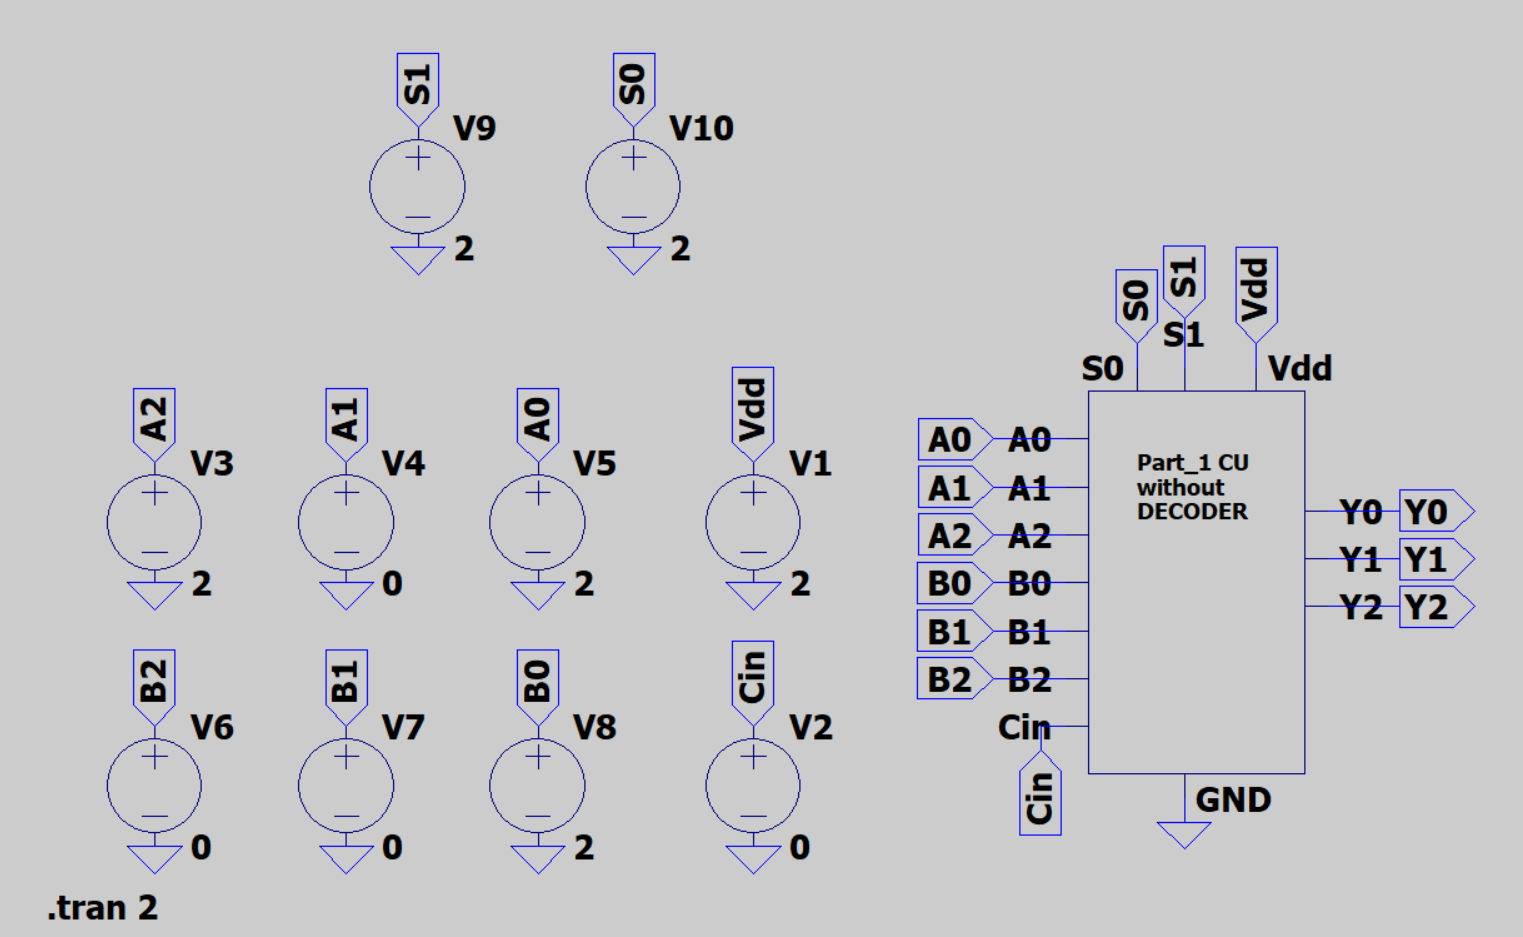 S1
S0
V9
V10
2
2
S0
S1
Vdd
S1
S0
Vdd
A2
A1
A0
Vdd
V3
V4
V5
V1
2
0
2
2
A0
A0
A1
A1
A2
A2
B0
B0
B1
B1
B2
B2
Cin
Cin
Part_1 CU
without
DECODER
Y0
Y0
Y1
Y1
Y2
Y2
GND
B2
B1
B0
Cin
V6
V7
V8
V2
0
0
2
0
.tran 2